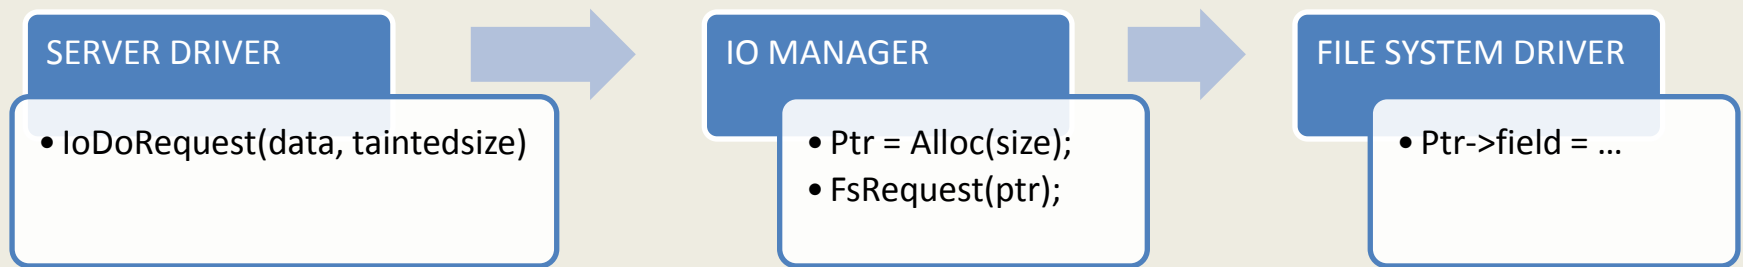 SERVER DRIVER
• IoDoRequest(data, taintedsize)
IO MANAGER
• Ptr = Alloc(size);
• FsRequest(ptr);
FILE SYSTEM DRIVER
• Ptr->field = …